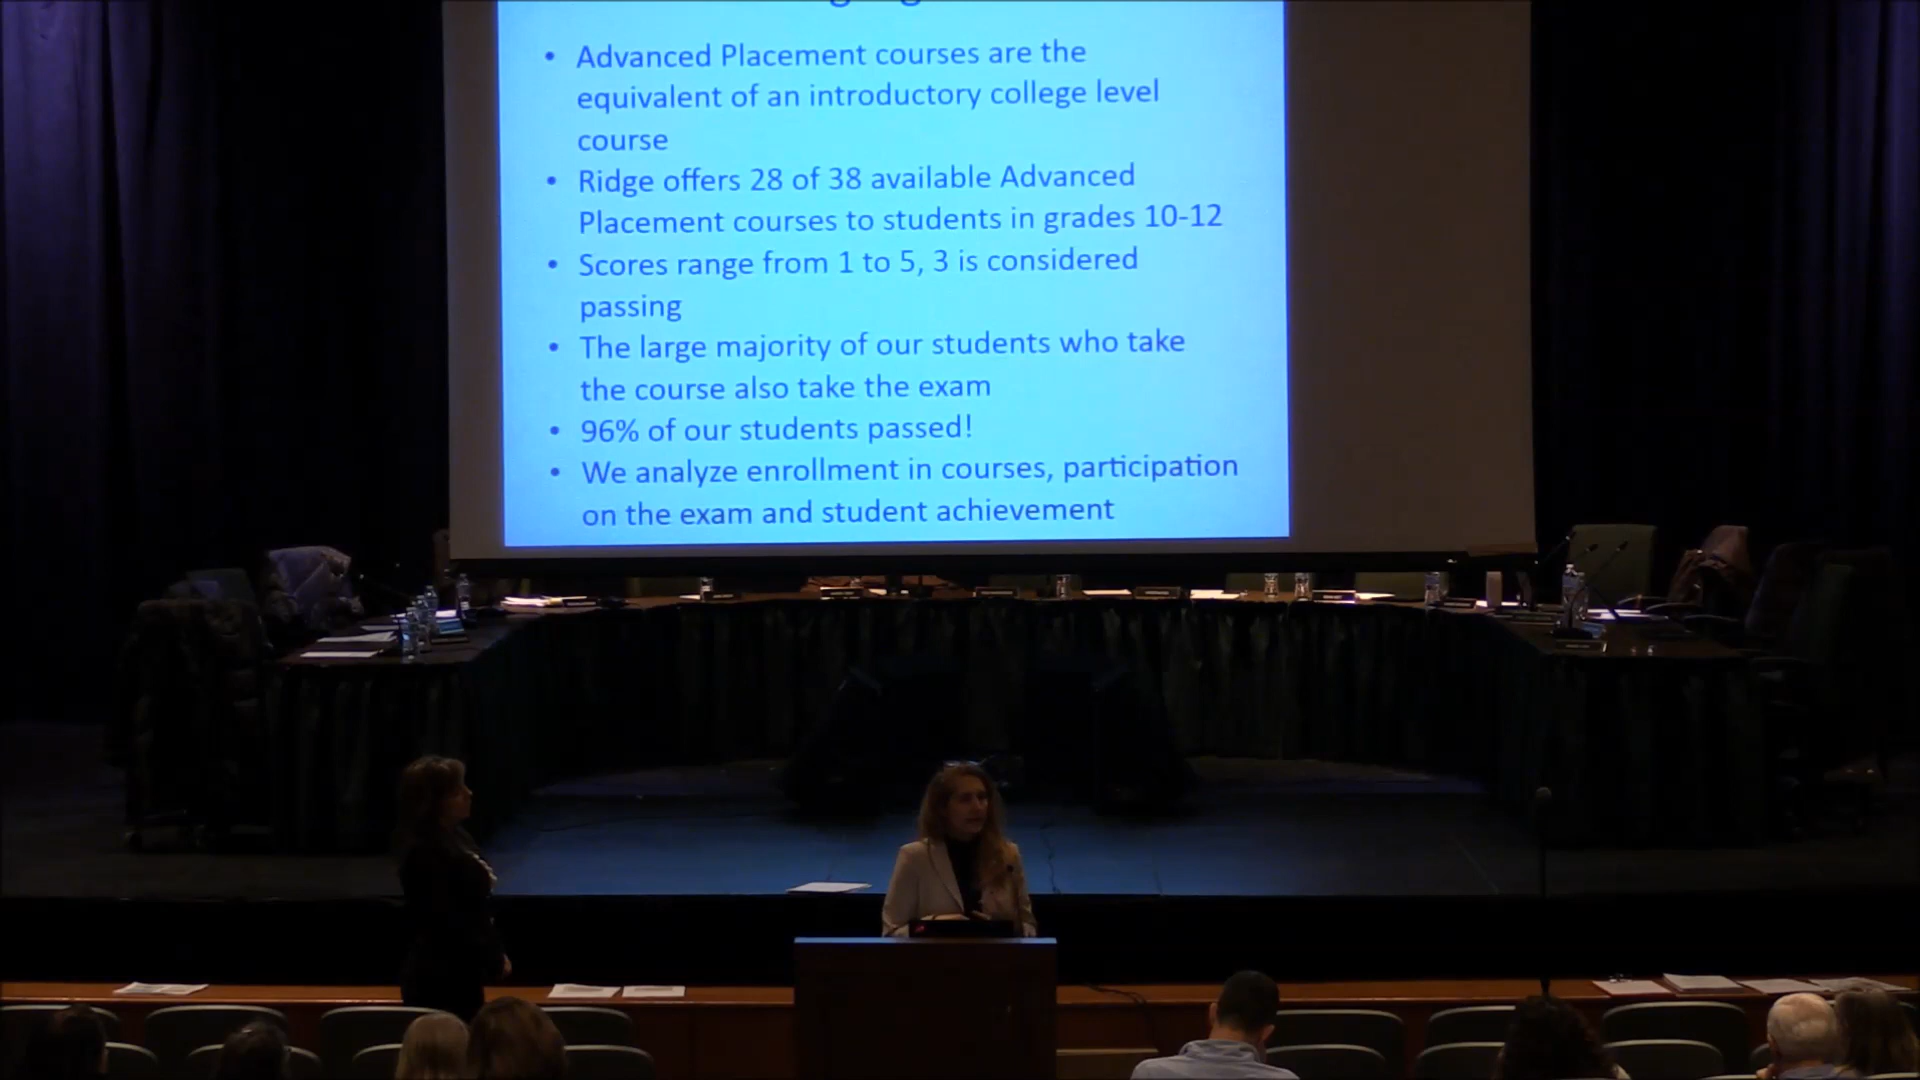 • Advanced Placement courses are the
equivalent of an introductory college level
course
• Ridge offers 28 of 38 available Advanced
Placement courses to students in grades 10-12
• Scores range from 1 to 5, 3 is considered
passing
• The large majority of our students who take
the course also take the exam
• 96% of our students passed!
• We analyze enrollment in courses, participation
on the exam and student achievement